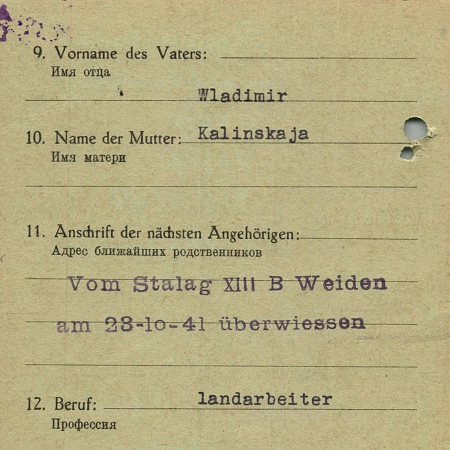 9. Vorname des Vaters:
Имя отца
Wladimir
10. Name der Mutter: Kalinskaja
Имя матери
11. Anschrift der nächsten Angehörigen:
Адрес ближайших родственников
Vom Stalag XIII B Weiden
am 23-10-41 überwiessen
12. Beruf: landarbeiter
Профессия